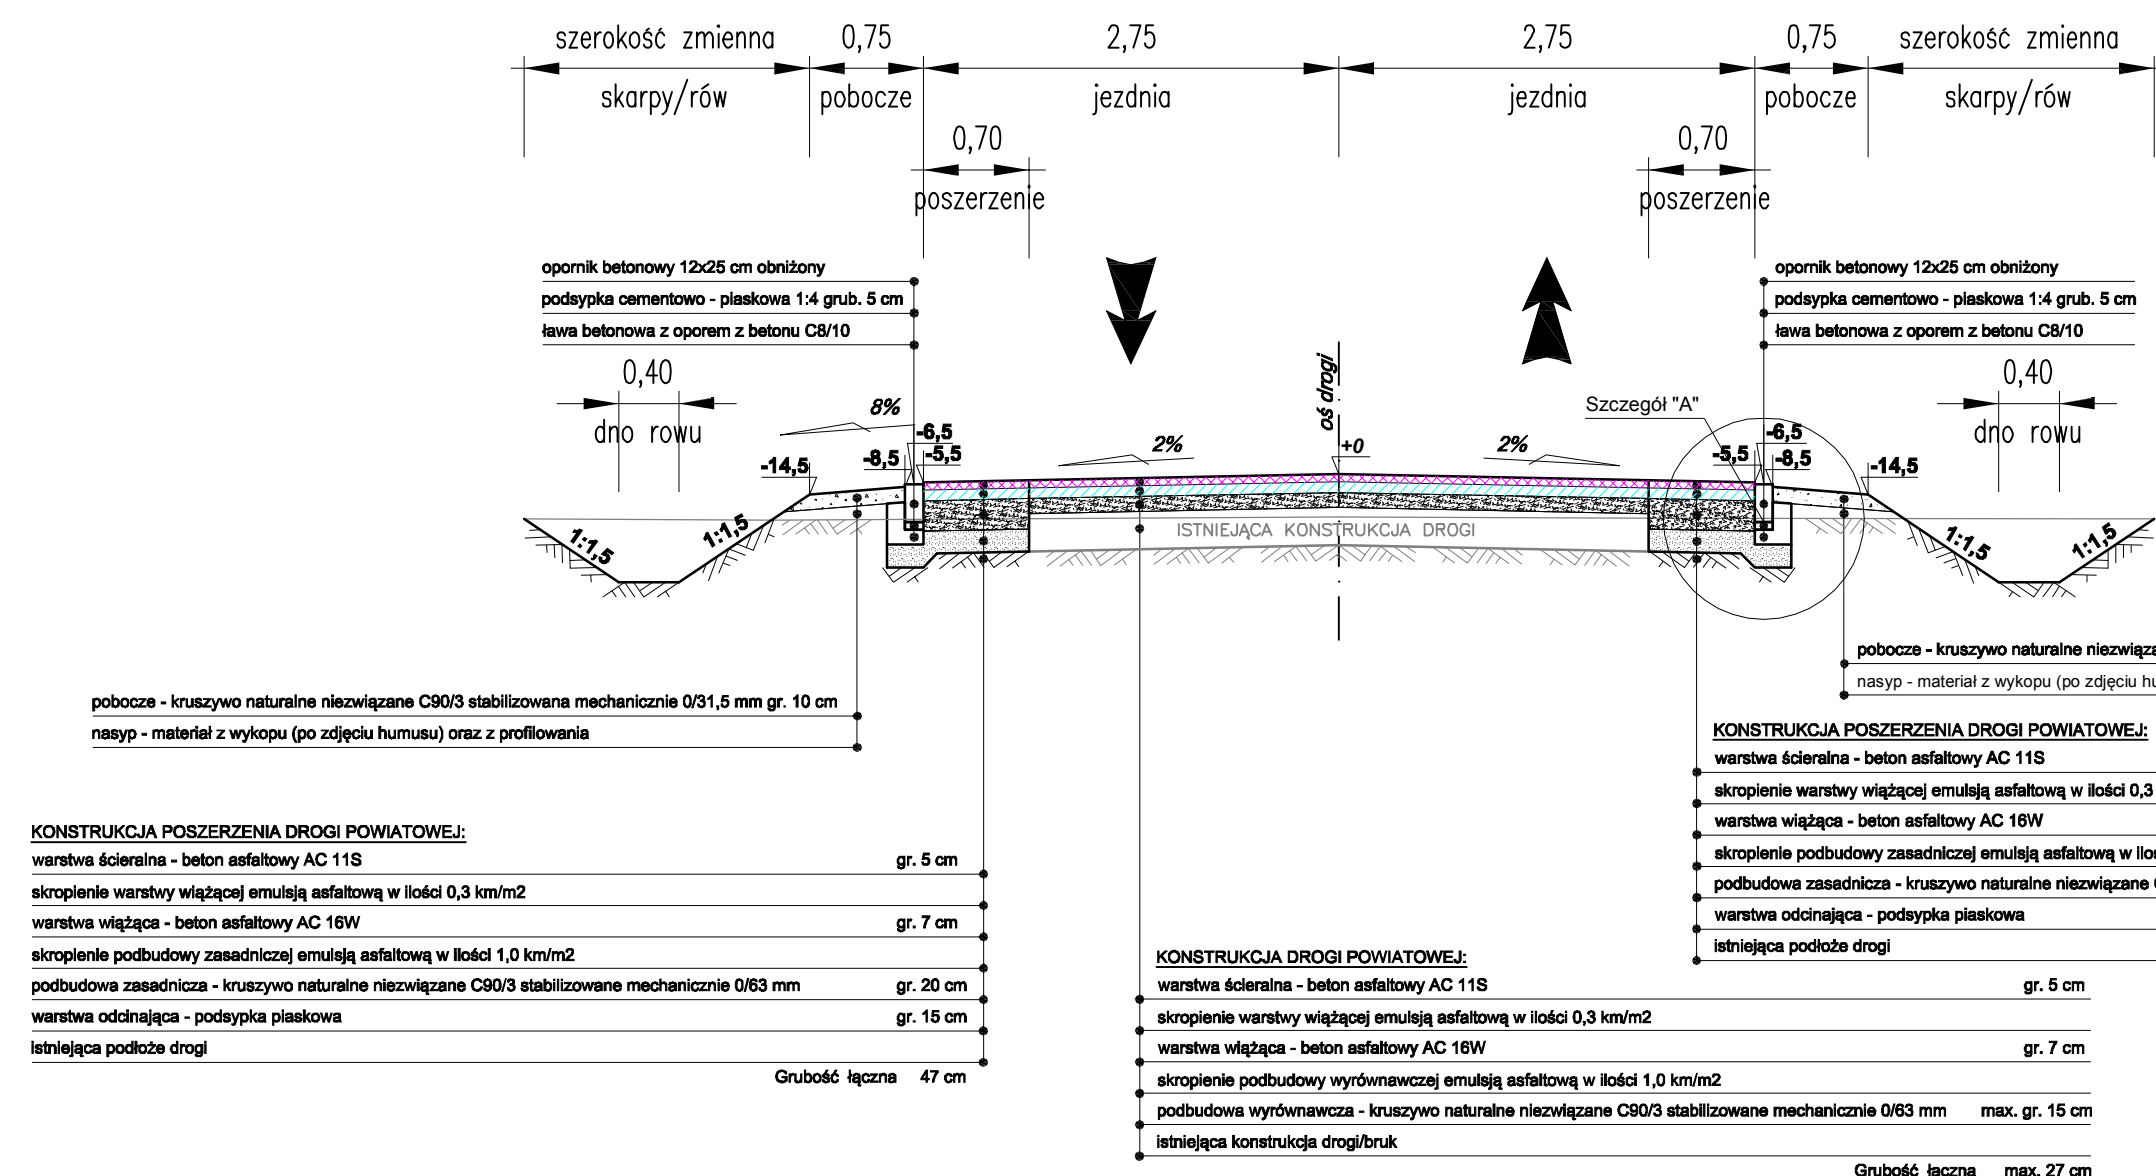 szerokość zmienna 0,75 2,75 2,75 0,75 szerokość zmienna
skarpy/rów pobocze jezdnia jezdnia pobocze skarpy/rów
0,70 0,70
poszerzenie poszerzenie
opornik betonowy 12x25 cm obniżony
podsypka cementowo - piaskowa 1:4 grub. 5 cm
ława betonowa z oporem z betonu C8/10
opornik betonowy 12x25 cm obniżony
podsypka cementowo - piaskowa 1:4 grub. 5 cm
ława betonowa z oporem z betonu C8/10
0,40
dno rowu
0,40
dno rowu
oś drogi
Szczegół "A"
8%
-6,5
-5,5
-8,5
-14,5
2%
+0
2%
-6,5
-5,5
-8,5
-14,5
1:1,5
1:1,5
ISTNIEJĄCA KONSTRUKCJA DROGI
1:1,5
1:1,5
pobocze - kruszywo naturalne niezwiąza
nasyp - materiał z wykopu (po zdjęciu hu
pobocze - kruszywo naturalne niezwiązane C90/3 stabilizowana mechanicznie 0/31,5 mm gr. 10 cm
nasyp - materiał z wykopu (po zdjęciu humusu) oraz z profilowania
KONSTRUKCJA POSZERZENIA DROGI POWIATOWEJ:
warstwa ścieralna - beton asfaltowy AC 11S
skropienie warstwy wiążącej emulsją asfaltową w ilości 0,3
warstwa wiążąca - beton asfaltowy AC 16W
skropienie podbudowy zasadniczej emulsją asfaltową w iloś
podbudowa zasadnicza - kruszywo naturalne niezwiązane
warstwa odcinająca - podsypka piaskowa
istniejąca podłoże drogi
KONSTRUKCJA POSZERZENIA DROGI POWIATOWEJ:
warstwa ścieralna - beton asfaltowy AC 11S gr. 5 cm
skropienie warstwy wiążącej emulsją asfaltową w ilości 0,3 km/m2
warstwa wiążąca - beton asfaltowy AC 16W gr. 7 cm
skropienie podbudowy zasadniczej emulsją asfaltową w ilości 1,0 km/m2
podbudowa zasadnicza - kruszywo naturalne niezwiązane C90/3 stabilizowane mechanicznie 0/63 mm gr. 20 cm
warstwa odcinająca - podsypka piaskowa gr. 15 cm
istniejąca podłoże drogi
Grubość łączna 47 cm
KONSTRUKCJA DROGI POWIATOWEJ:
warstwa ścieralna - beton asfaltowy AC 11S gr. 5 cm
skropienie warstwy wiążącej emulsją asfaltową w ilości 0,3 km/m2
warstwa wiążąca - beton asfaltowy AC 16W gr. 7 cm
skropienie podbudowy wyrównawczej emulsją asfaltową w ilości 1,0 km/m2
podbudowa wyrównawcza - kruszywo naturalne niezwiązane C90/3 stabilizowane mechanicznie 0/63 mm max. gr. 15 cm
istniejąca konstrukcja drogi/bruk
Grubość łączna max. 27 cm